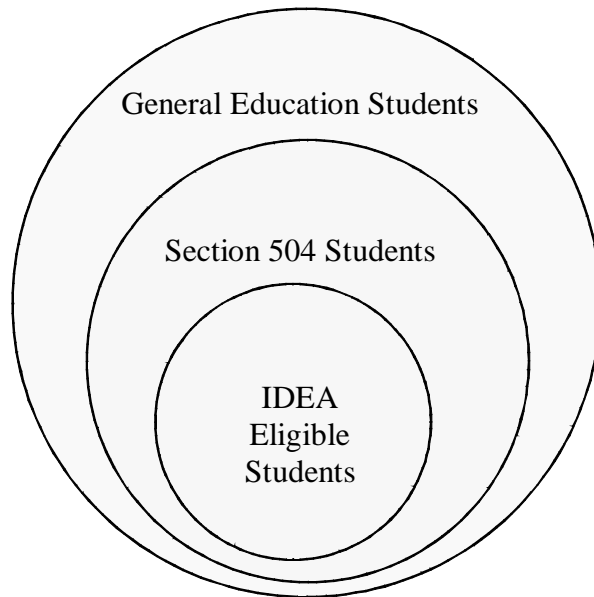 General Education Students
Section 504 Students
IDEA
Eligible
Students